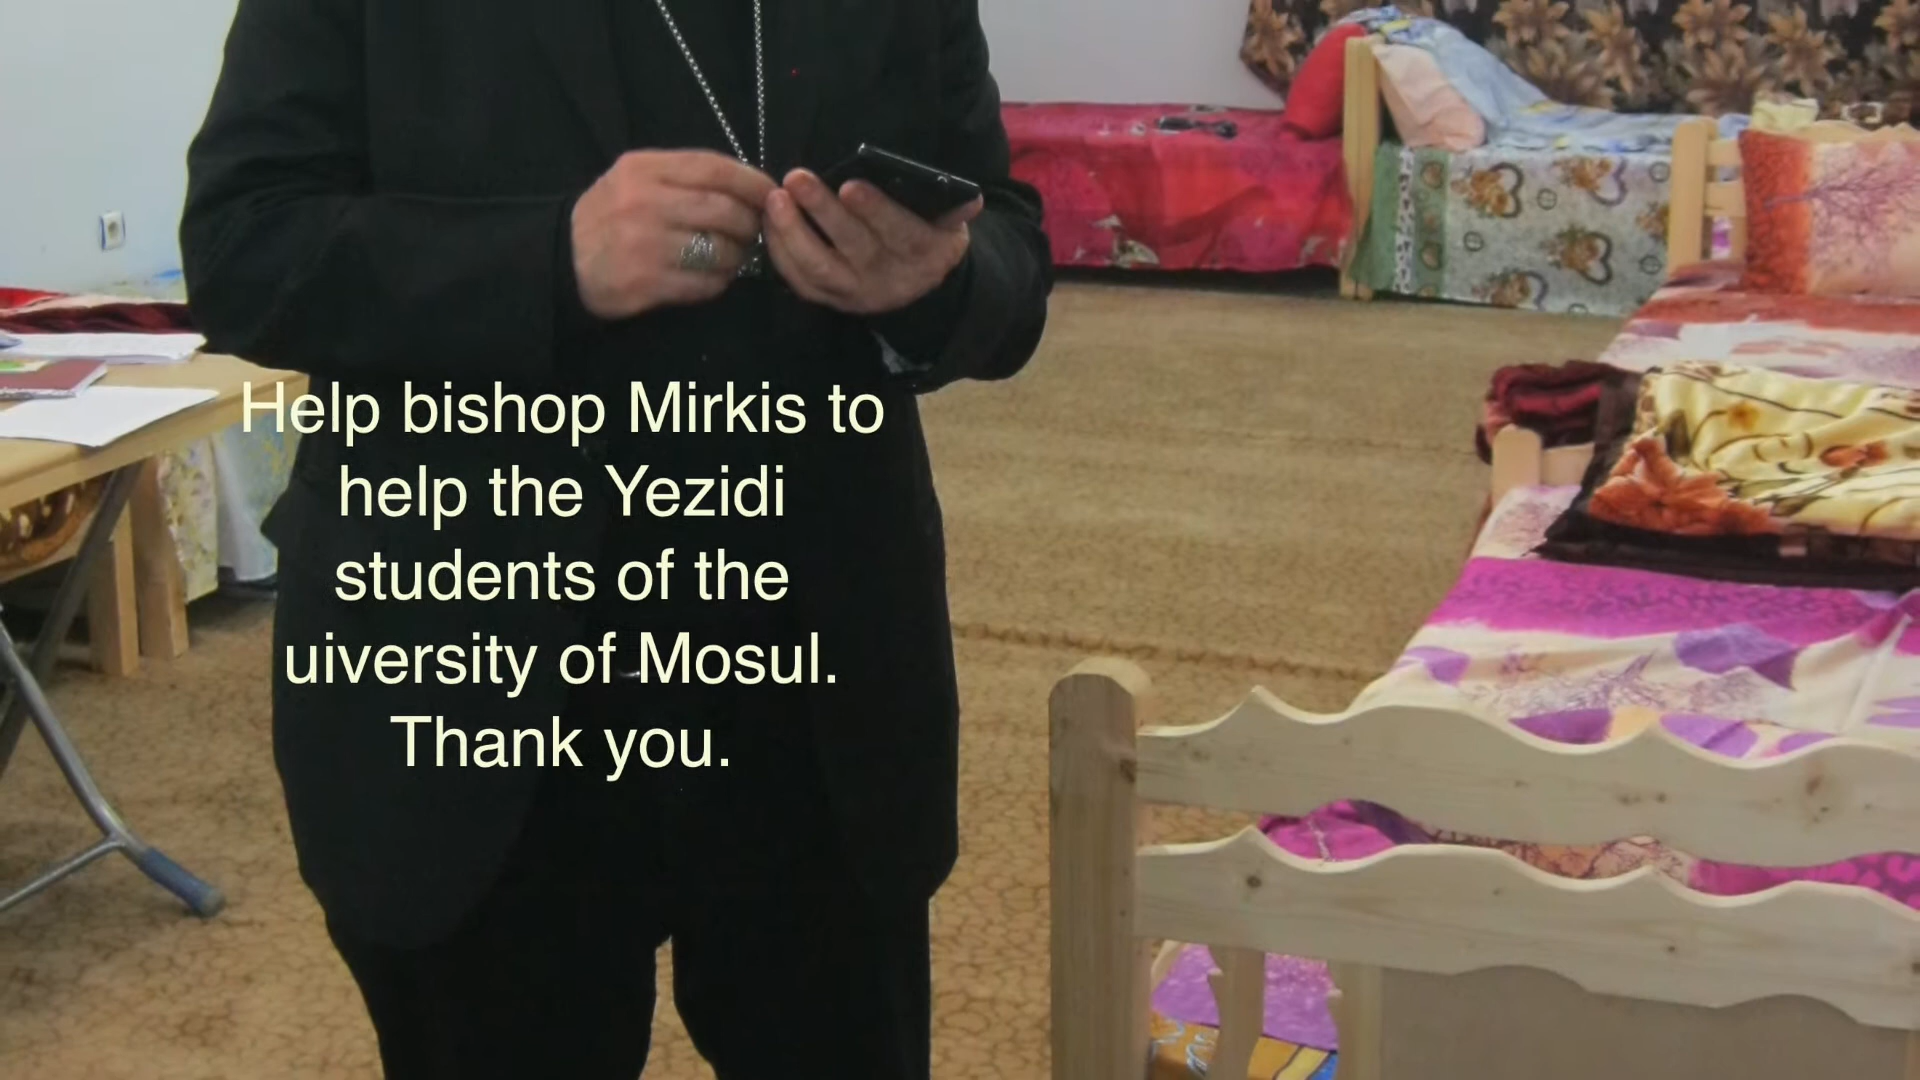 Help bishop Mirkis to
help the Yezidi
students of the
uiversity of Mosul.
Thank you.